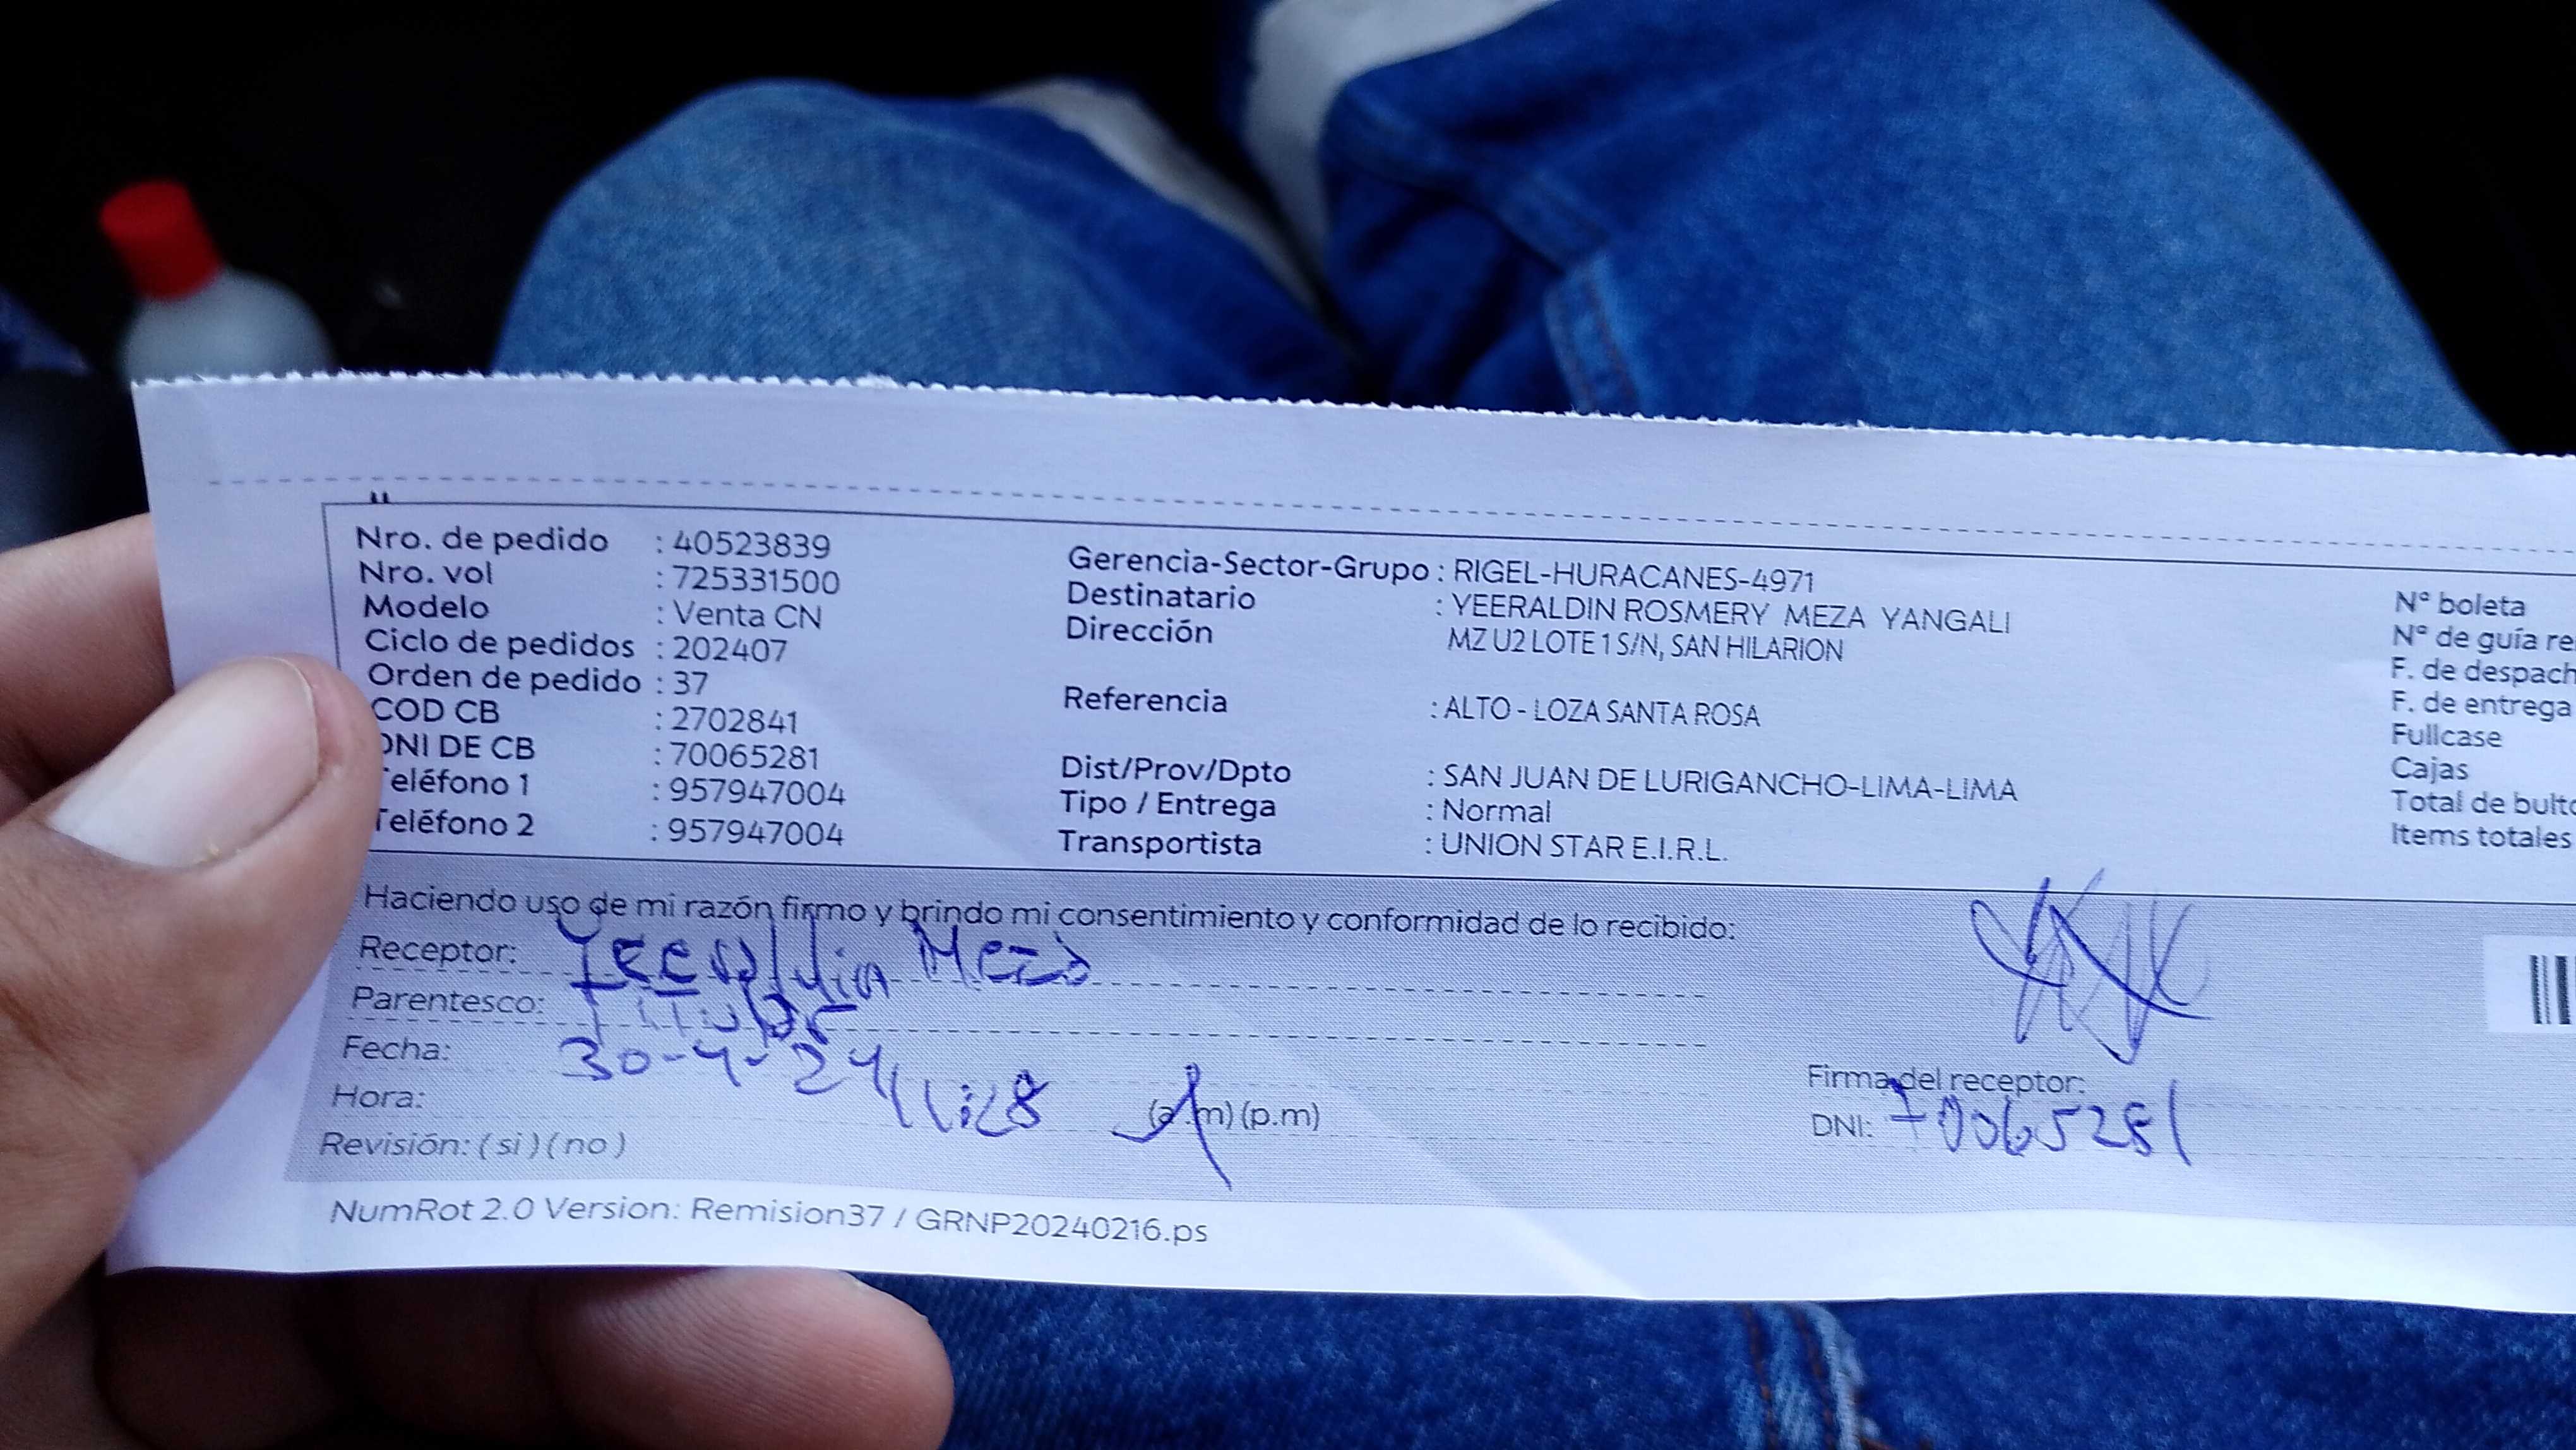 Nro. de pedido : 40523839
Nro. vol : 725331500
Modelo : Venta CN
Ciclo de pedidos : 202407
Orden de pedido : 37
COD CB : 2702841
DNI DE CB : 70065281
Teléfono 1 : 957947004
Teléfono 2 : 957947004
Gerencia-Sector-Grupo : RIGEL-HURACANES-4971
Destinatario : YEERALDIN ROSMERY MEZA YANGALI
Dirección MZ U2 LOTE 1 S/N, SAN HILARION
Referencia : ALTO - LOZA SANTA ROSA
Dist/Prov/Dpto : SAN JUAN DE LURIGANCHO-LIMA-LIMA
Tipo / Entrega : Normal
Transportista : UNION STAR E.I.R.L.
N° boleta
N° de guía re
F. de despach
F. de entrega
Fullcase
Cajas
Total de bulto
Items totales
Haciendo uso de mi razón firmo y brindo mi consentimiento y conformidad de lo recibido:
Receptor: Yeeraldin Meza
Parentesco: Titular
Fecha: 30-4-24
Hora: 11:28 (a.m) (p.m)
Revisión: ( si ) ( no )
Firma del receptor:
DNI: 70065281
NumRot 2.0 Version: Remision37 / GRNP20240216.ps